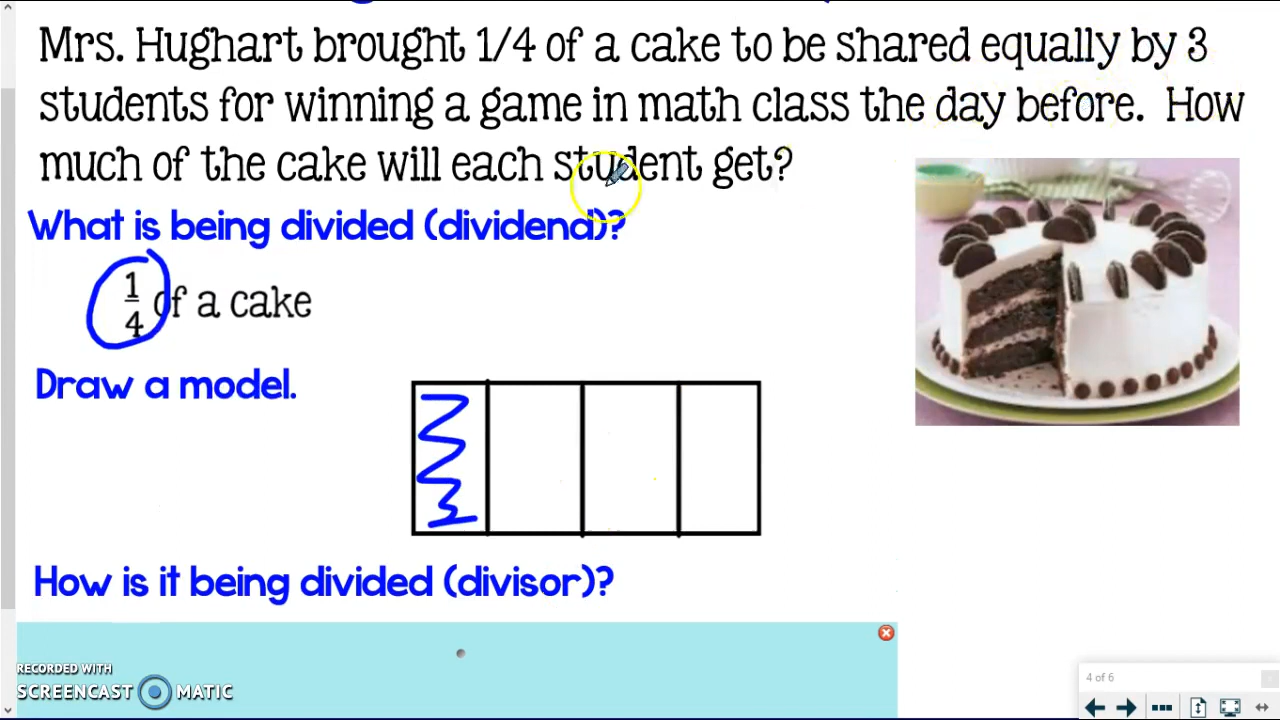 Mrs. Hughart brought 1/4 of a cake to be shared equally by 3
students for winning a game in math class the day before. How
much of the cake will each student get?
What is being divided (dividend)?
1/4 of a cake
Draw a model.
How is it being divided (divisor)?
RECORDED WITH
SCREENCAST MATIC
4 of 6